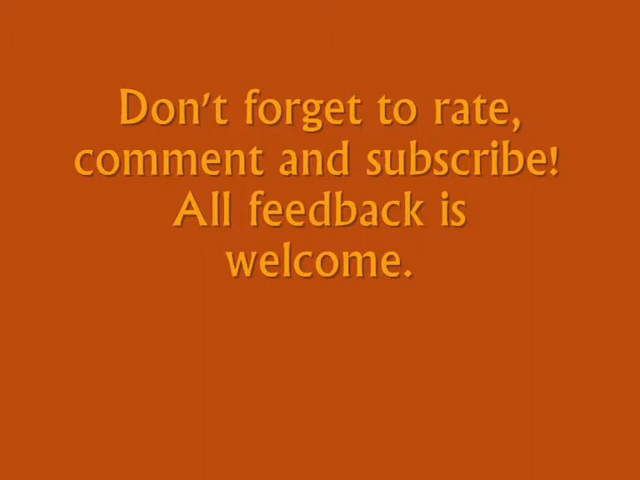 Don't forget to rate,
comment and subscribe!
All feedback is
welcome.